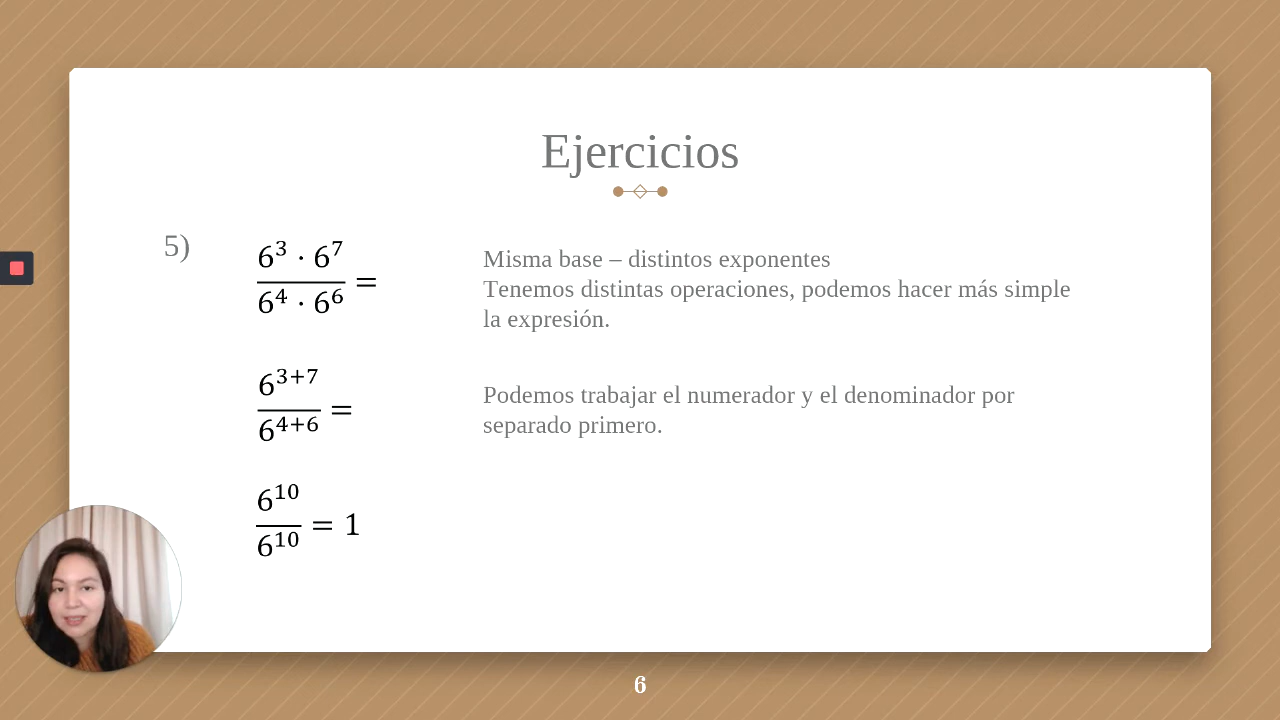 Ejercicios
5)
6³ · 6⁷
6⁴ · 6⁶ =
Misma base – distintos exponentes
Tenemos distintas operaciones, podemos hacer más simple
la expresión.
6³⁺⁷
6⁴⁺⁶ =
Podemos trabajar el numerador y el denominador por
separado primero.
6¹⁰
6¹⁰ = 1
6